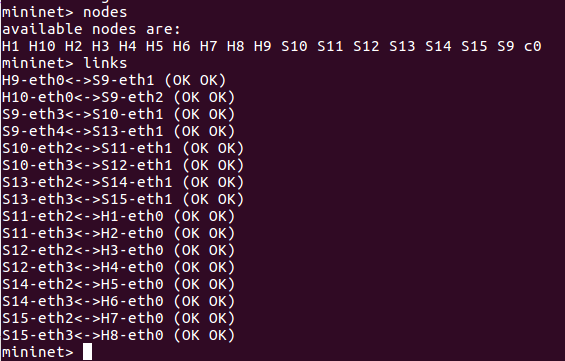 mininet> nodes
available nodes are:
H1 H10 H2 H3 H4 H5 H6 H7 H8 H9 S10 S11 S12 S13 S14 S15 S9 c0
mininet> links
H9-eth0<->S9-eth1 (OK OK)
H10-eth0<->S9-eth2 (OK OK)
S9-eth3<->S10-eth1 (OK OK)
S9-eth4<->S13-eth1 (OK OK)
S10-eth2<->S11-eth1 (OK OK)
S10-eth3<->S12-eth1 (OK OK)
S13-eth2<->S14-eth1 (OK OK)
S13-eth3<->S15-eth1 (OK OK)
S11-eth2<->H1-eth0 (OK OK)
S11-eth3<->H2-eth0 (OK OK)
S12-eth2<->H3-eth0 (OK OK)
S12-eth3<->H4-eth0 (OK OK)
S14-eth2<->H5-eth0 (OK OK)
S14-eth3<->H6-eth0 (OK OK)
S15-eth2<->H7-eth0 (OK OK)
S15-eth3<->H8-eth0 (OK OK)
mininet>